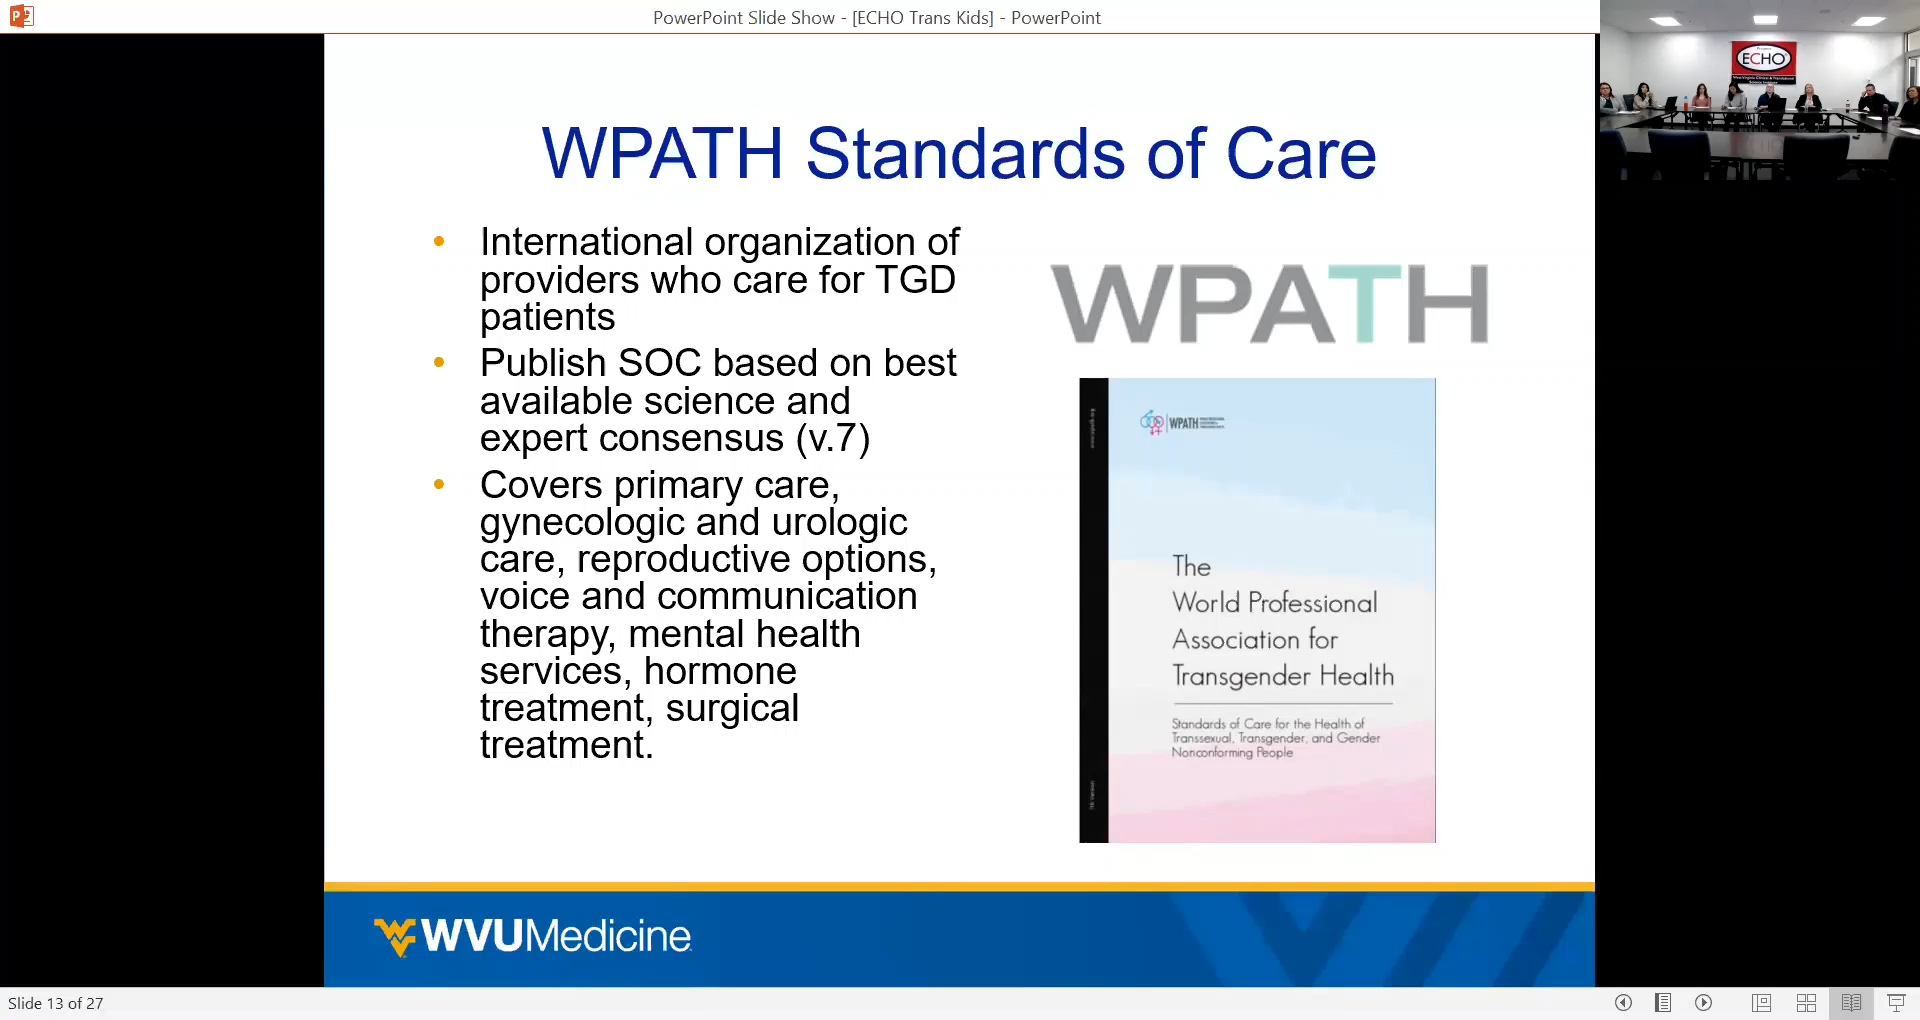 PowerPoint Slide Show - [ECHO Trans Kids] - PowerPoint
ECHO
WPATH Standards of Care
• International organization of
providers who care for TGD
patients
• Publish SOC based on best
available science and
expert consensus (v.7)
• Covers primary care,
gynecologic and urologic
care, reproductive options,
voice and communication
therapy, mental health
services, hormone
treatment, surgical
treatment.
WPATH
WPATH
The
World Professional
Association for
Transgender Health
Standards of Care for the Health of
Transsexual, Transgender, and Gender
Nonconforming People
WVUMedicine
Slide 13 of 27